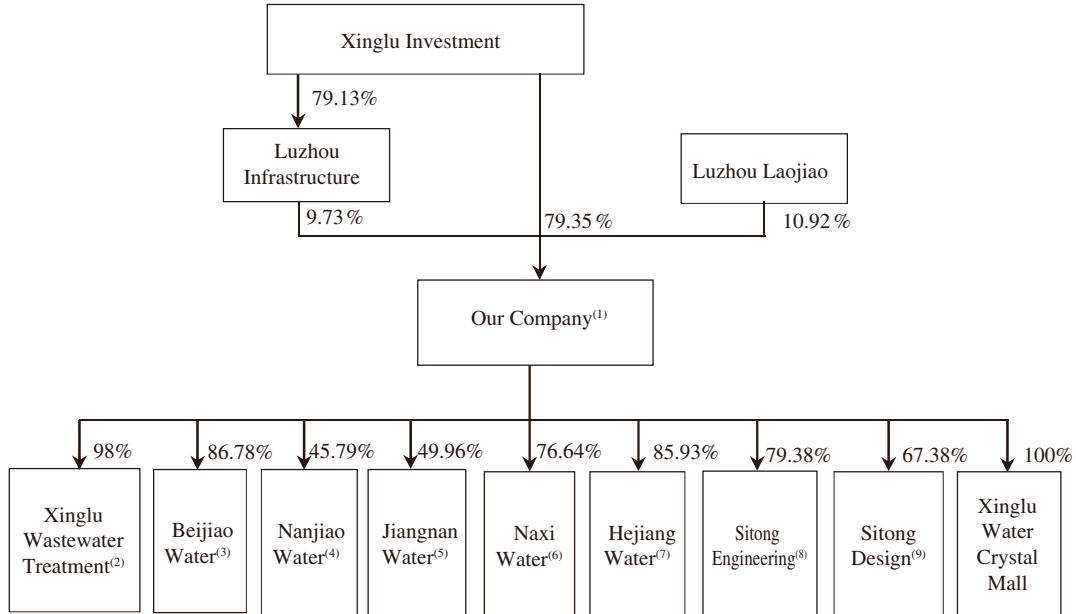 Xinglu Investment
79.13%
Luzhou
Infrastructure
Luzhou Laojiao
9.73%
79.35%
10.92%
Our Company(1)
98%
86.78%
45.79%
49.96%
76.64%
85.93%
79.38%
67.38%
100%
Xinglu
Wastewater
Treatment(2)
Beijiao
Water(3)
Nanjiao
Water(4)
Jiangnan
Water(5)
Naxi
Water(6)
Hejiang
Water(7)
Sitong
Engineering(8)
Sitong
Design(9)
Xinglu
Water
Crystal
Mall